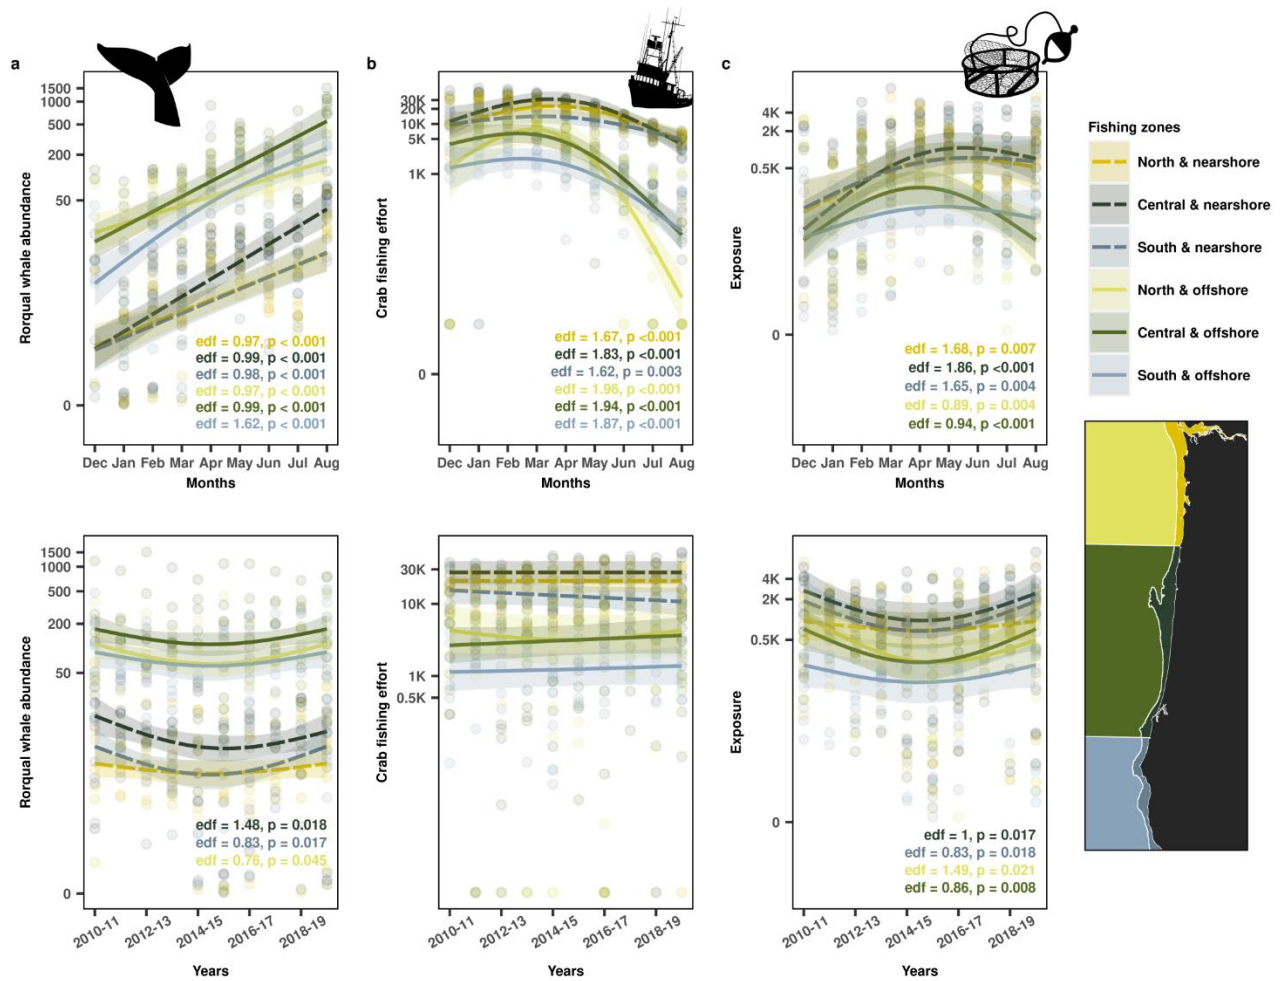 a
1500
1000
500
200
50
0
Rorqual whale abundance
edf = 0.97, p < 0.001
edf = 0.99, p < 0.001
edf = 0.98, p < 0.001
edf = 0.97, p < 0.001
edf = 0.99, p < 0.001
edf = 1.62, p < 0.001
Dec Jan Feb Mar Apr May Jun Jul Aug
Months
b
30K
20K
10K
5K
1K
0
Crab fishing effort
edf = 1.67, p <0.001
edf = 1.83, p <0.001
edf = 1.62, p = 0.003
edf = 1.96, p <0.001
edf = 1.94, p <0.001
edf = 1.87, p <0.001
Dec Jan Feb Mar Apr May Jun Jul Aug
Months
c
4K
2K
0.5K
0
Exposure
edf = 1.68, p = 0.007
edf = 1.86, p <0.001
edf = 1.65, p = 0.004
edf = 0.89, p = 0.004
edf = 0.94, p <0.001
Dec Jan Feb Mar Apr May Jun Jul Aug
Months
Fishing zones
North & nearshore
Central & nearshore
South & nearshore
North & offshore
Central & offshore
South & offshore
1500
1000
500
200
50
0
Rorqual whale abundance
edf = 1.48, p = 0.018
edf = 0.83, p = 0.017
edf = 0.76, p = 0.045
2010-11 2012-13 2014-15 2016-17 2018-19
Years
30K
10K
1K
0.5K
Crab fishing effort
2010-11 2012-13 2014-15 2016-17 2018-19
Years
4K
2K
0.5K
0
Exposure
edf = 1, p = 0.017
edf = 0.83, p = 0.018
edf = 1.49, p = 0.021
edf = 0.86, p = 0.008
2010-11 2012-13 2014-15 2016-17 2018-19
Years